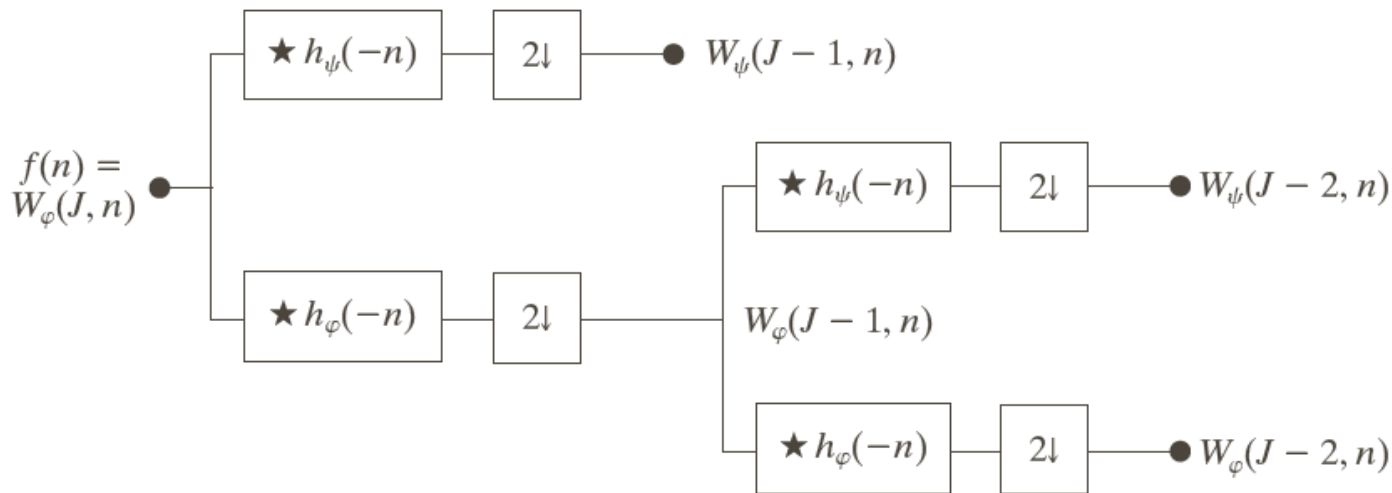 ★ h_ψ(−n)
2↓
W_ψ(J − 1, n)
f(n) =
W_φ(J, n)
★ h_ψ(−n)
2↓
W_ψ(J − 2, n)
★ h_φ(−n)
2↓
W_φ(J − 1, n)
★ h_φ(−n)
2↓
W_φ(J − 2, n)